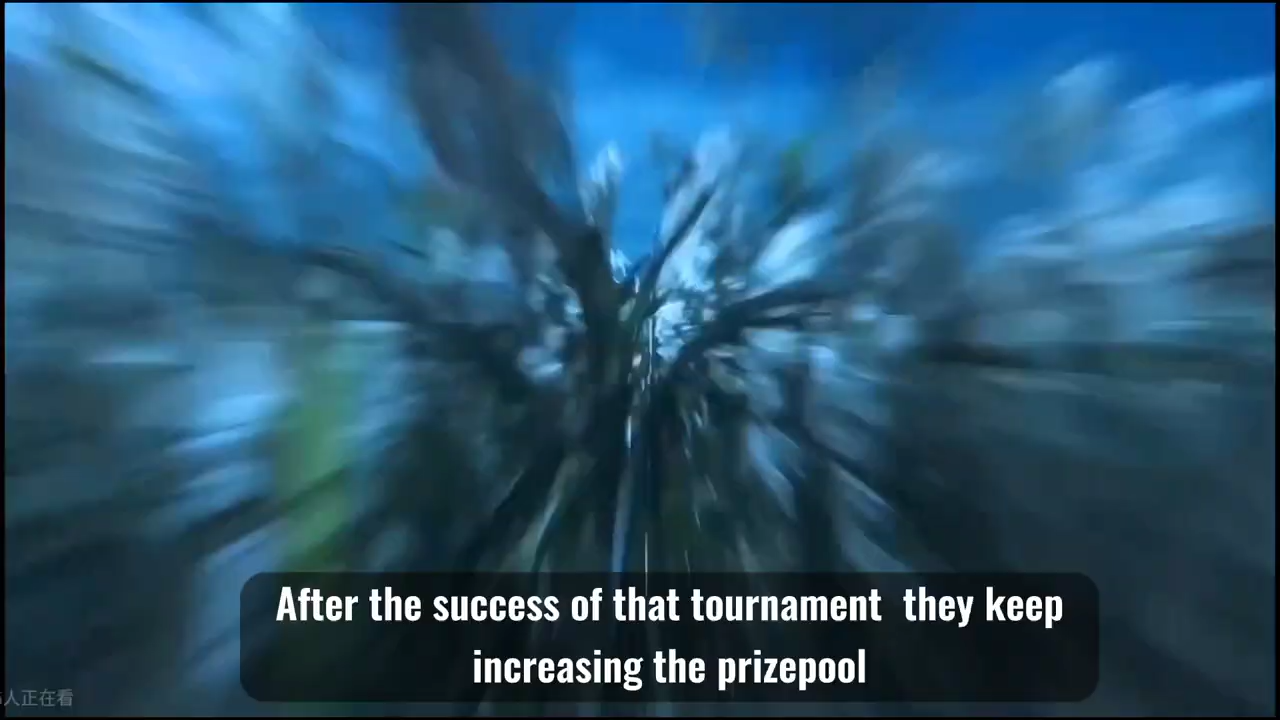 After the success of that tournament  they keep
increasing the prizepool
人正在看